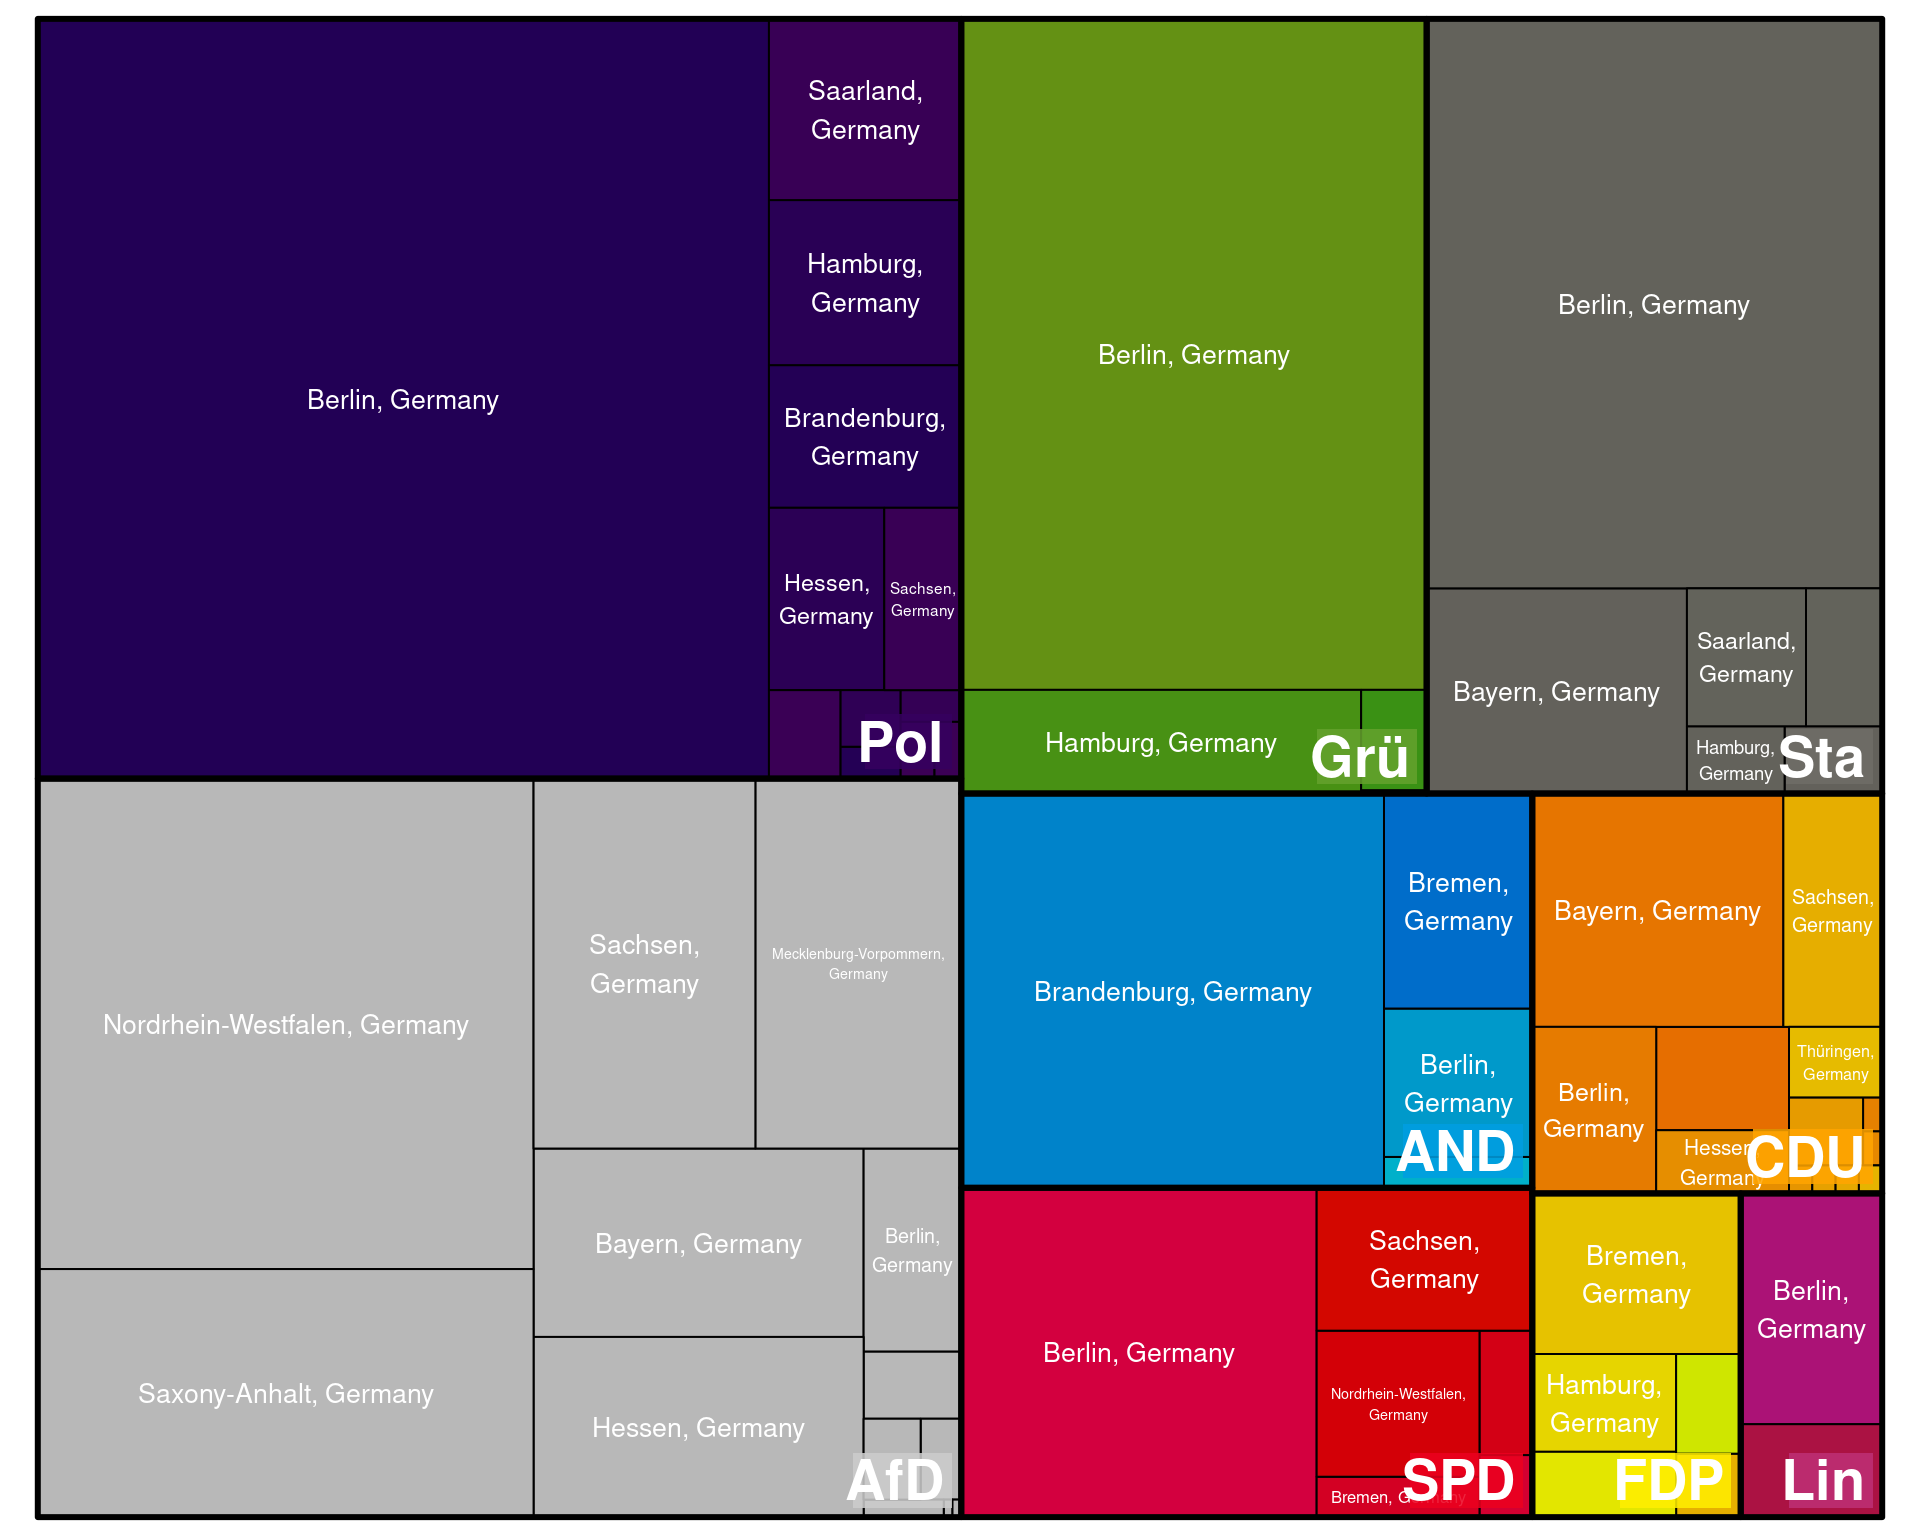 Berlin, Germany
Saarland,
Germany
Hamburg,
Germany
Brandenburg,
Germany
Hessen,
Germany
Sachsen,
Germany
Pol
Berlin, Germany
Hamburg, Germany
Grü
Berlin, Germany
Bayern, Germany
Saarland,
Germany
Hamburg,
Germany
Sta
Nordrhein-Westfalen, Germany
Saxony-Anhalt, Germany
Sachsen,
Germany
Mecklenburg-Vorpommern,
Germany
Bayern, Germany
Berlin,
Germany
Hessen, Germany
AfD
Brandenburg, Germany
Bremen,
Germany
Berlin,
Germany
AND
Bayern, Germany
Sachsen,
Germany
Berlin,
Germany
Thüringen,
Germany
Hessen,
Germany
CDU
Berlin, Germany
Sachsen,
Germany
Nordrhein-Westfalen,
Germany
Bremen, Germany
SPD
Bremen,
Germany
Hamburg,
Germany
FDP
Berlin,
Germany
Lin